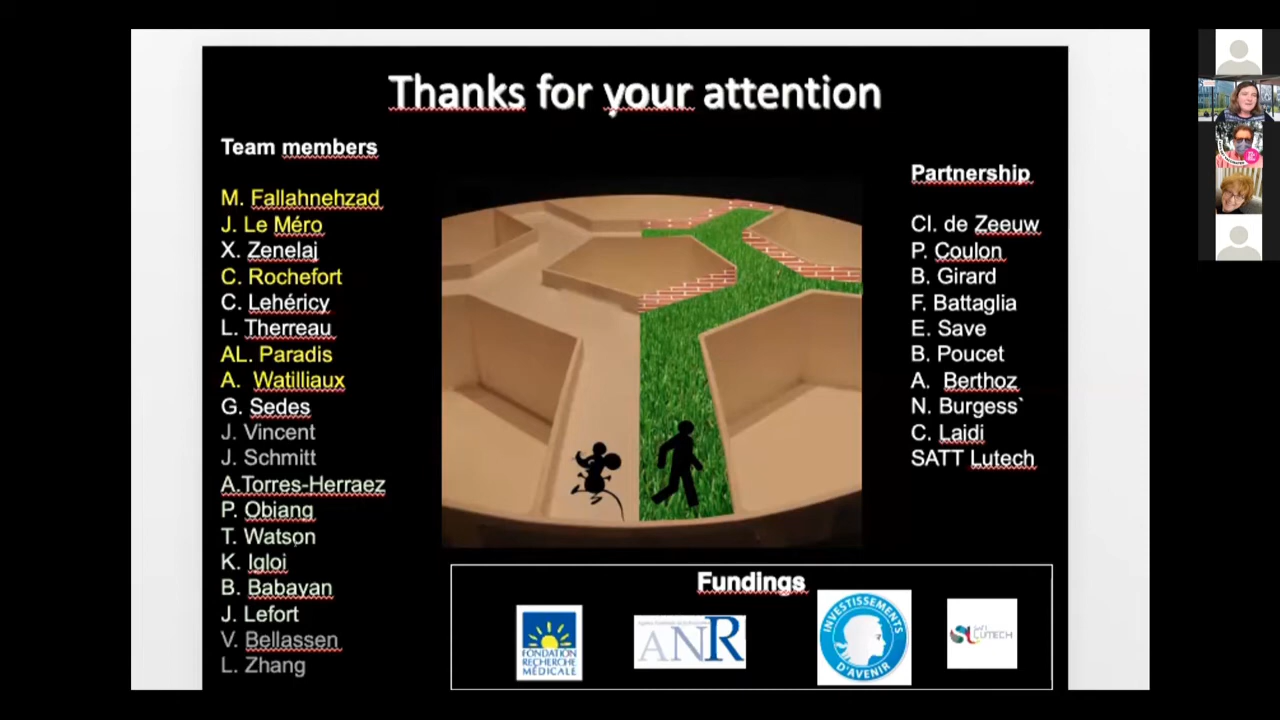 Thanks for your attention
Team members
M. Fallahnehzad
J. Le Méro
X. Zenelaj
C. Rochefort
C. Lehéricy
L. Therreau
AL. Paradis
A. Watilliaux
G. Sedes
J. Vincent
J. Schmitt
A.Torres-Herraez
P. Obiang
T. Watson
K. Igloi
B. Babayan
J. Lefort
V. Bellassen
L. Zhang
Partnership
Cl. de Zeeuw
P. Coulon
B. Girard
F. Battaglia
E. Save
B. Poucet
A. Berthoz
N. Burgess`
C. Laidi
SATT Lutech
Fundings
FONDATION
RECHERCHE
MÉDICALE
ANR
INVESTISSEMENTS
D'AVENIR
LUTECH